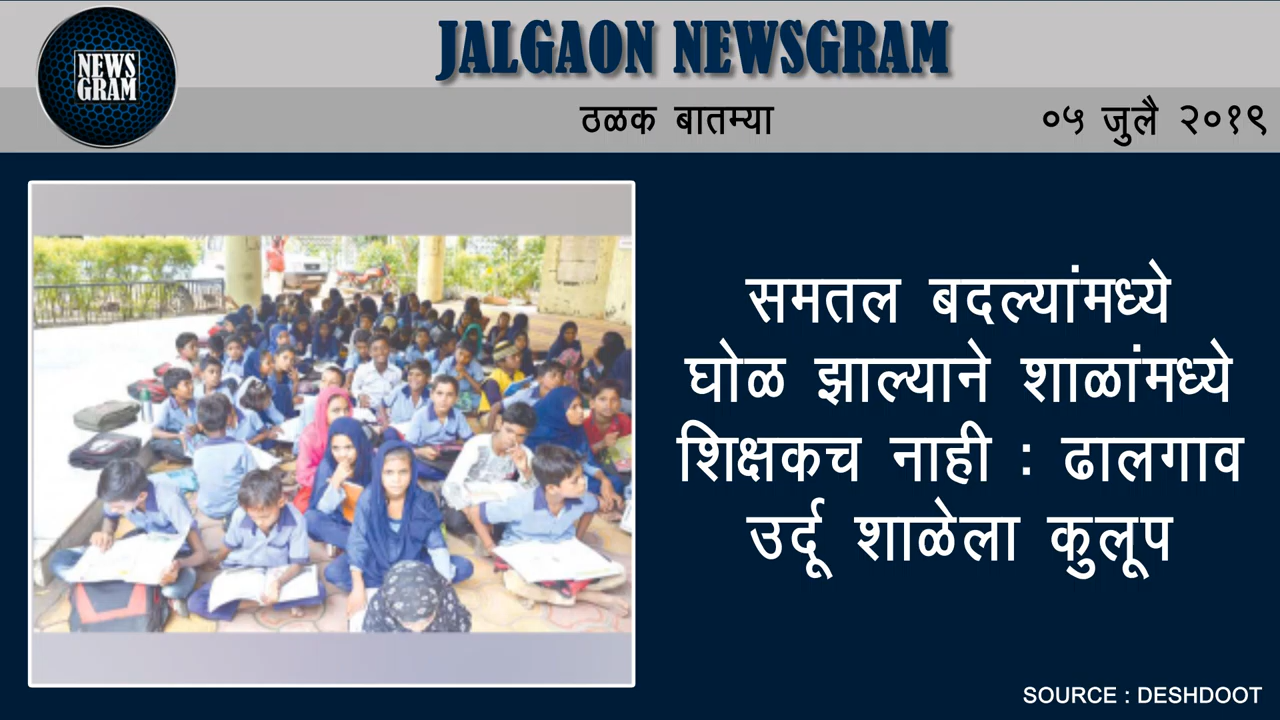 NEWS
GRAM
JALGAON NEWSGRAM
ठळक बातम्या
०५ जुलै २०१९
समतल बदल्यांमध्ये
घोळ झाल्याने शाळांमध्ये
शिक्षकच नाही : ढालगाव
उर्दू शाळेला कुलूप
SOURCE : DESHDOOT